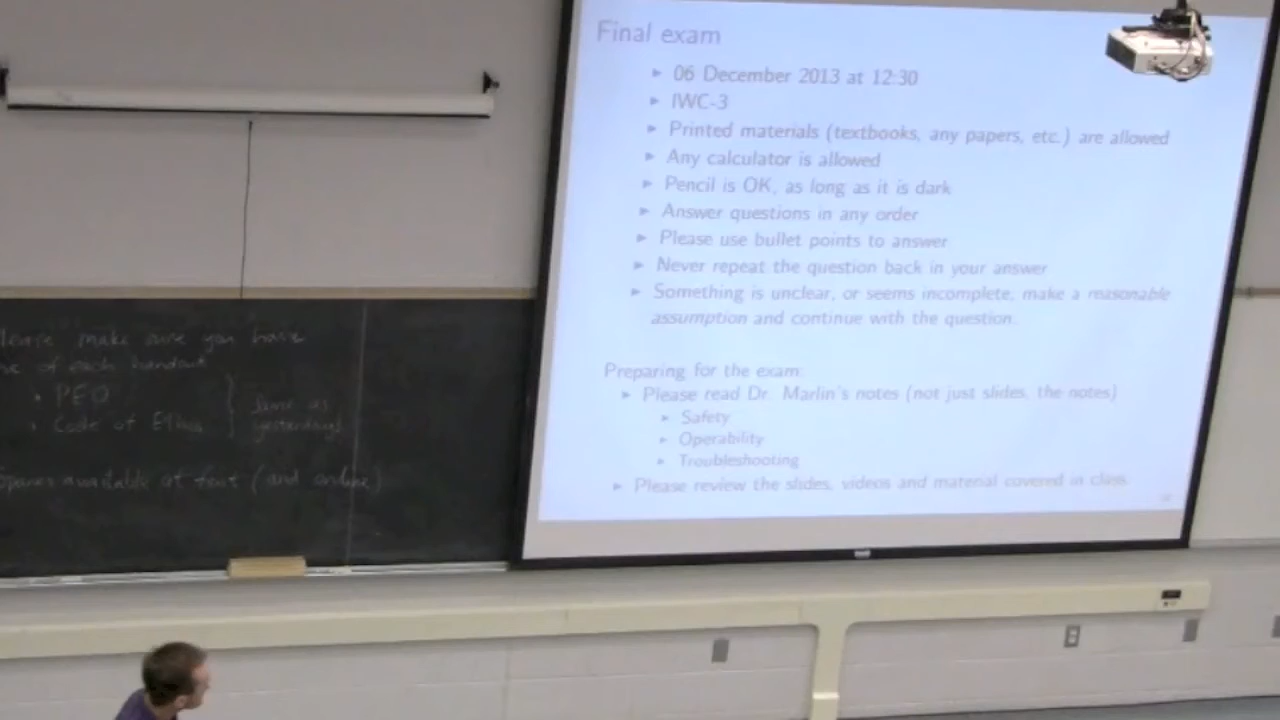 Final exam
▸ 06 December 2013 at 12:30
▸ IWC-3
▸ Printed materials (textbooks, any papers, etc.) are allowed
▸ Any calculator is allowed
▸ Pencil is OK, as long as it is dark
▸ Answer questions in any order
▸ Please use bullet points to answer
▸ Never repeat the question back in your answer
▸ Something is unclear, or seems incomplete, make a reasonable
assumption and continue with the question.
Preparing for the exam:
▸ Please read Dr. Marlin's notes (not just slides, the notes)
▸ Safety
▸ Operability
▸ Troubleshooting
▸ Please review the slides, videos and material covered in class.
make sure you have
of each handout
• PEO
• Code of Ethics
Same as
yesterday!
available at front (and online)